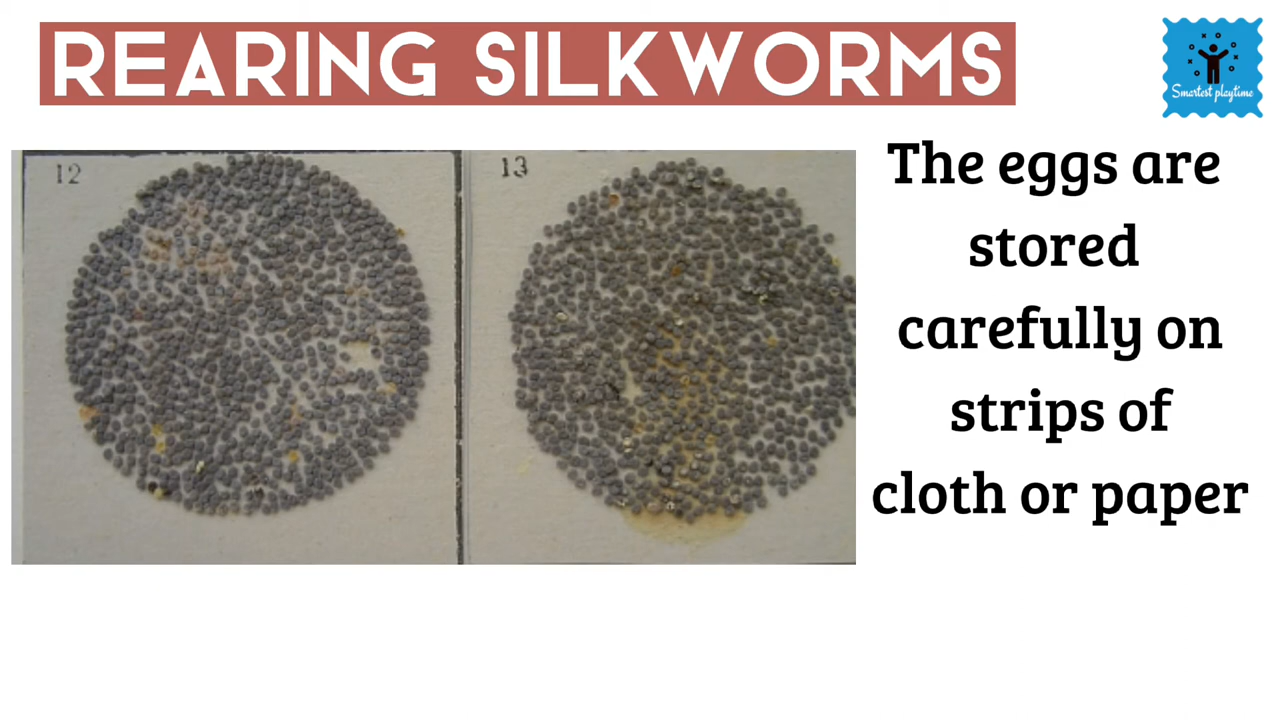 REARING SILKWORMS
Smartest playtime
12
13
The eggs are
stored
carefully on
strips of
cloth or paper